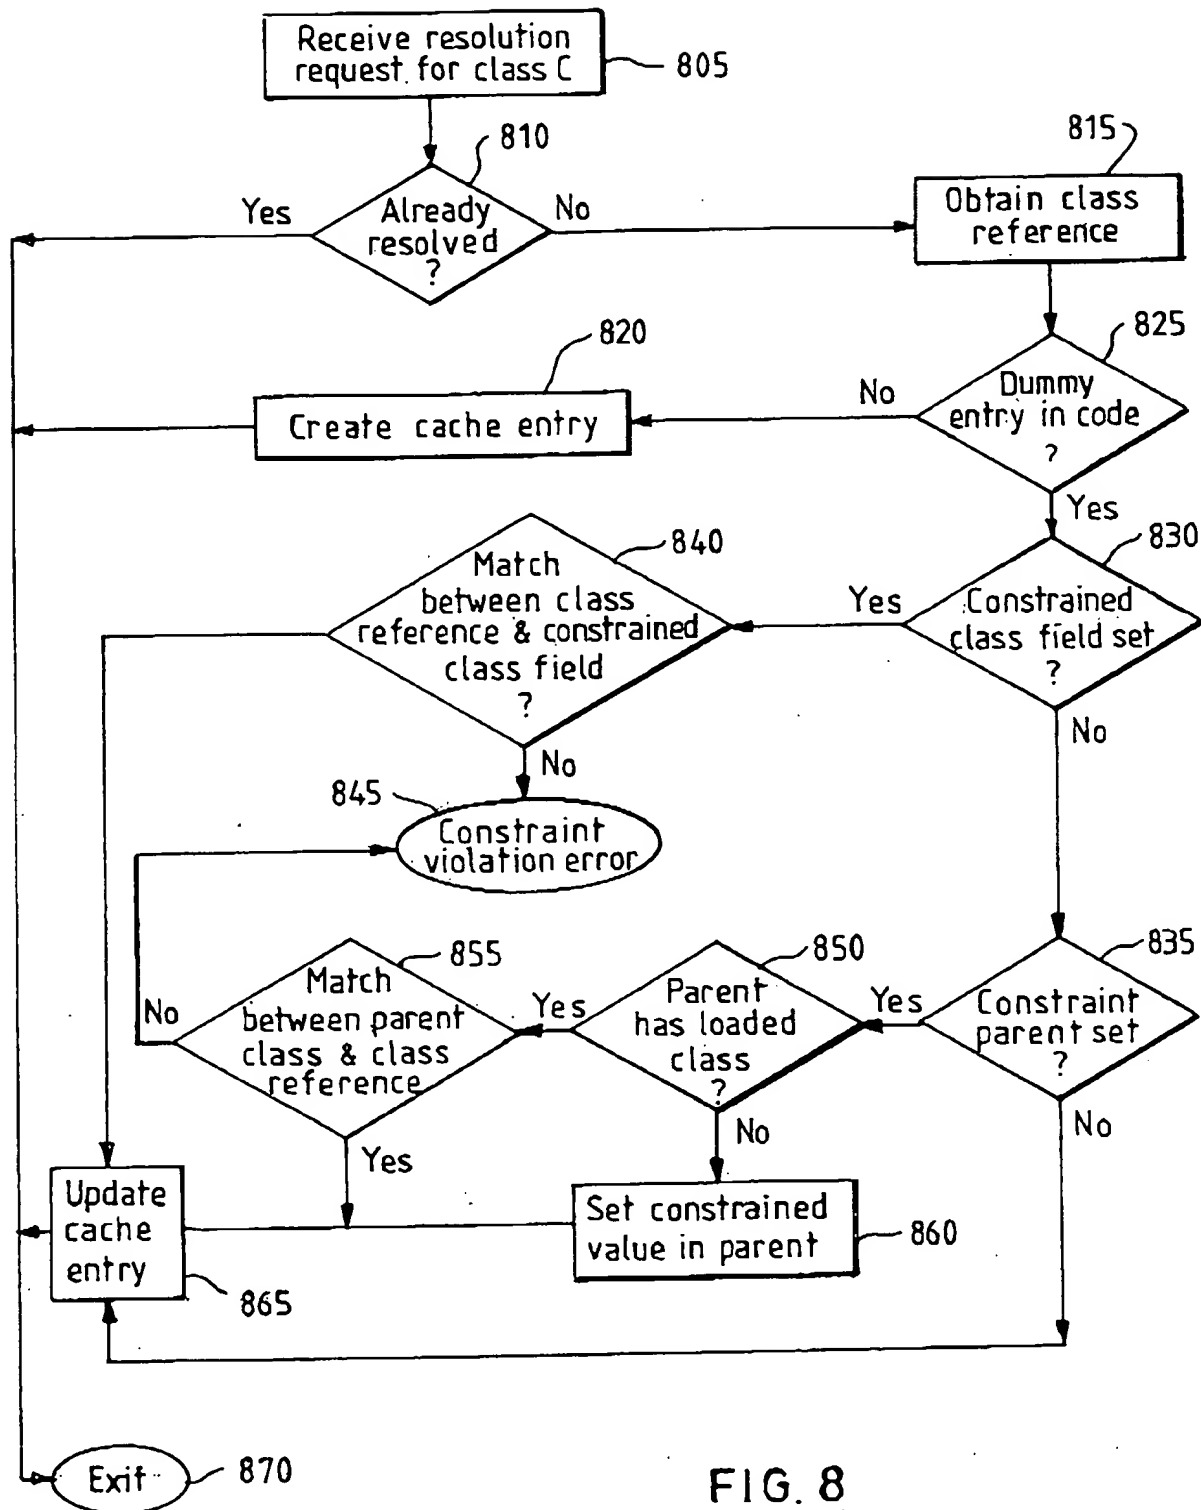 Receive resolution
request for class C
805
810
Already
resolved
?
Yes
No
815
Obtain class
reference
820
Create cache entry
825
Dummy
entry in code
?
No
Yes
830
Constrained
class field set
?
Yes
No
840
Match
between class
reference & constrained
class field
?
No
845
Constraint
violation error
835
Constraint
parent set
?
Yes
No
850
Parent
has loaded
class
?
Yes
No
855
Match
between parent
class & class
reference
No
Yes
Set constrained
value in parent
860
Update
cache
entry
865
Exit
870
FIG. 8